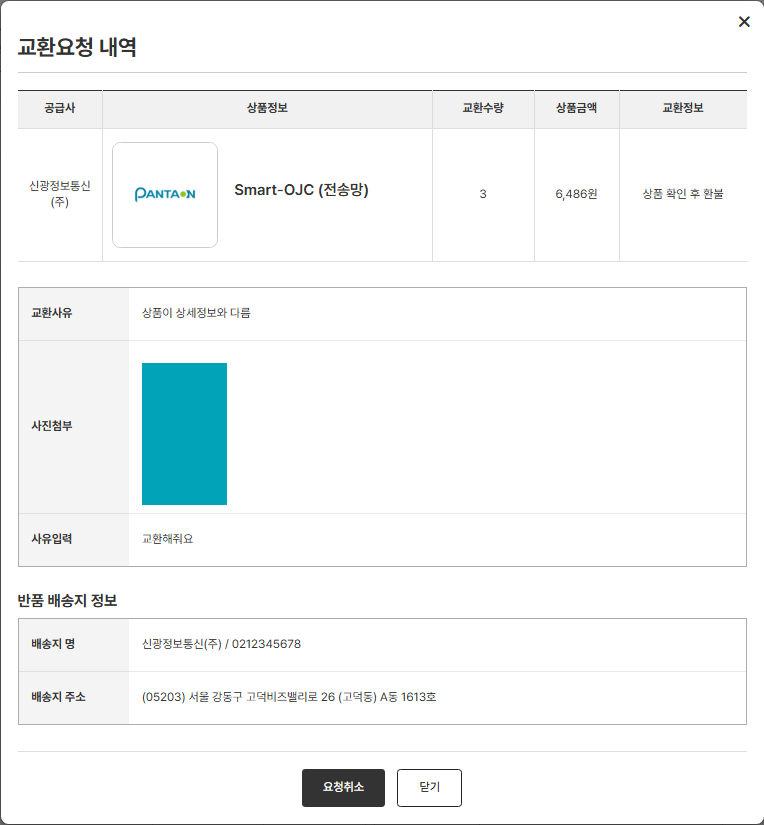 교환요청 내역
공급사 상품정보 교환수량 상품금액 교환정보
신광정보통신
(주)
PANTAON
Smart-OJC (전송망)
3
6,486원
상품 확인 후 환불
교환사유 상품이 상세정보와 다름
사진첨부
사유입력 교환해줘요
반품 배송지 정보
배송지 명 신광정보통신(주) / 0212345678
배송지 주소 (05203) 서울 강동구 고덕비즈밸리로 26 (고덕동) A동 1613호
요청취소 닫기